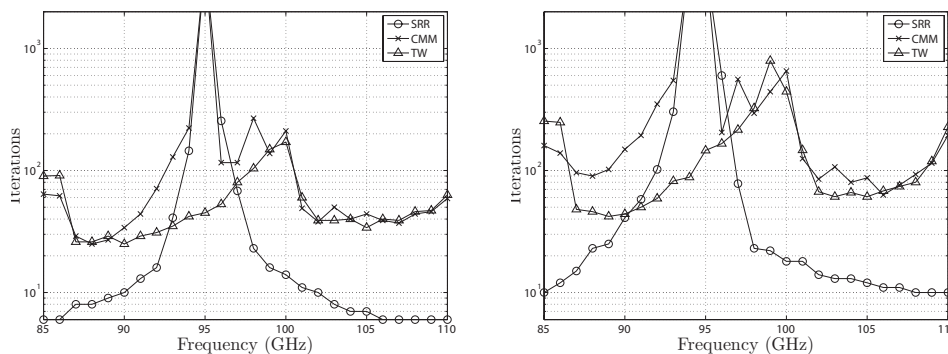 10³
10²
10¹
Iterations
SRR
CMM
TW
85 90 95 100 105 110
Frequency (GHz)
10³
10²
10¹
Iterations
SRR
CMM
TW
85 90 95 100 105 110
Frequency (GHz)